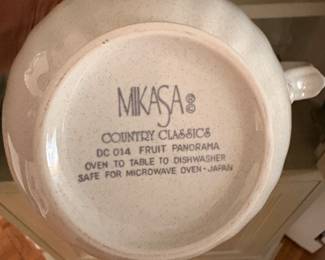 MIKASA ©
COUNTRY CLASSICS
DC 014 FRUIT PANORAMA
OVEN TO TABLE TO DISHWASHER
SAFE FOR MICROWAVE OVEN-JAPAN